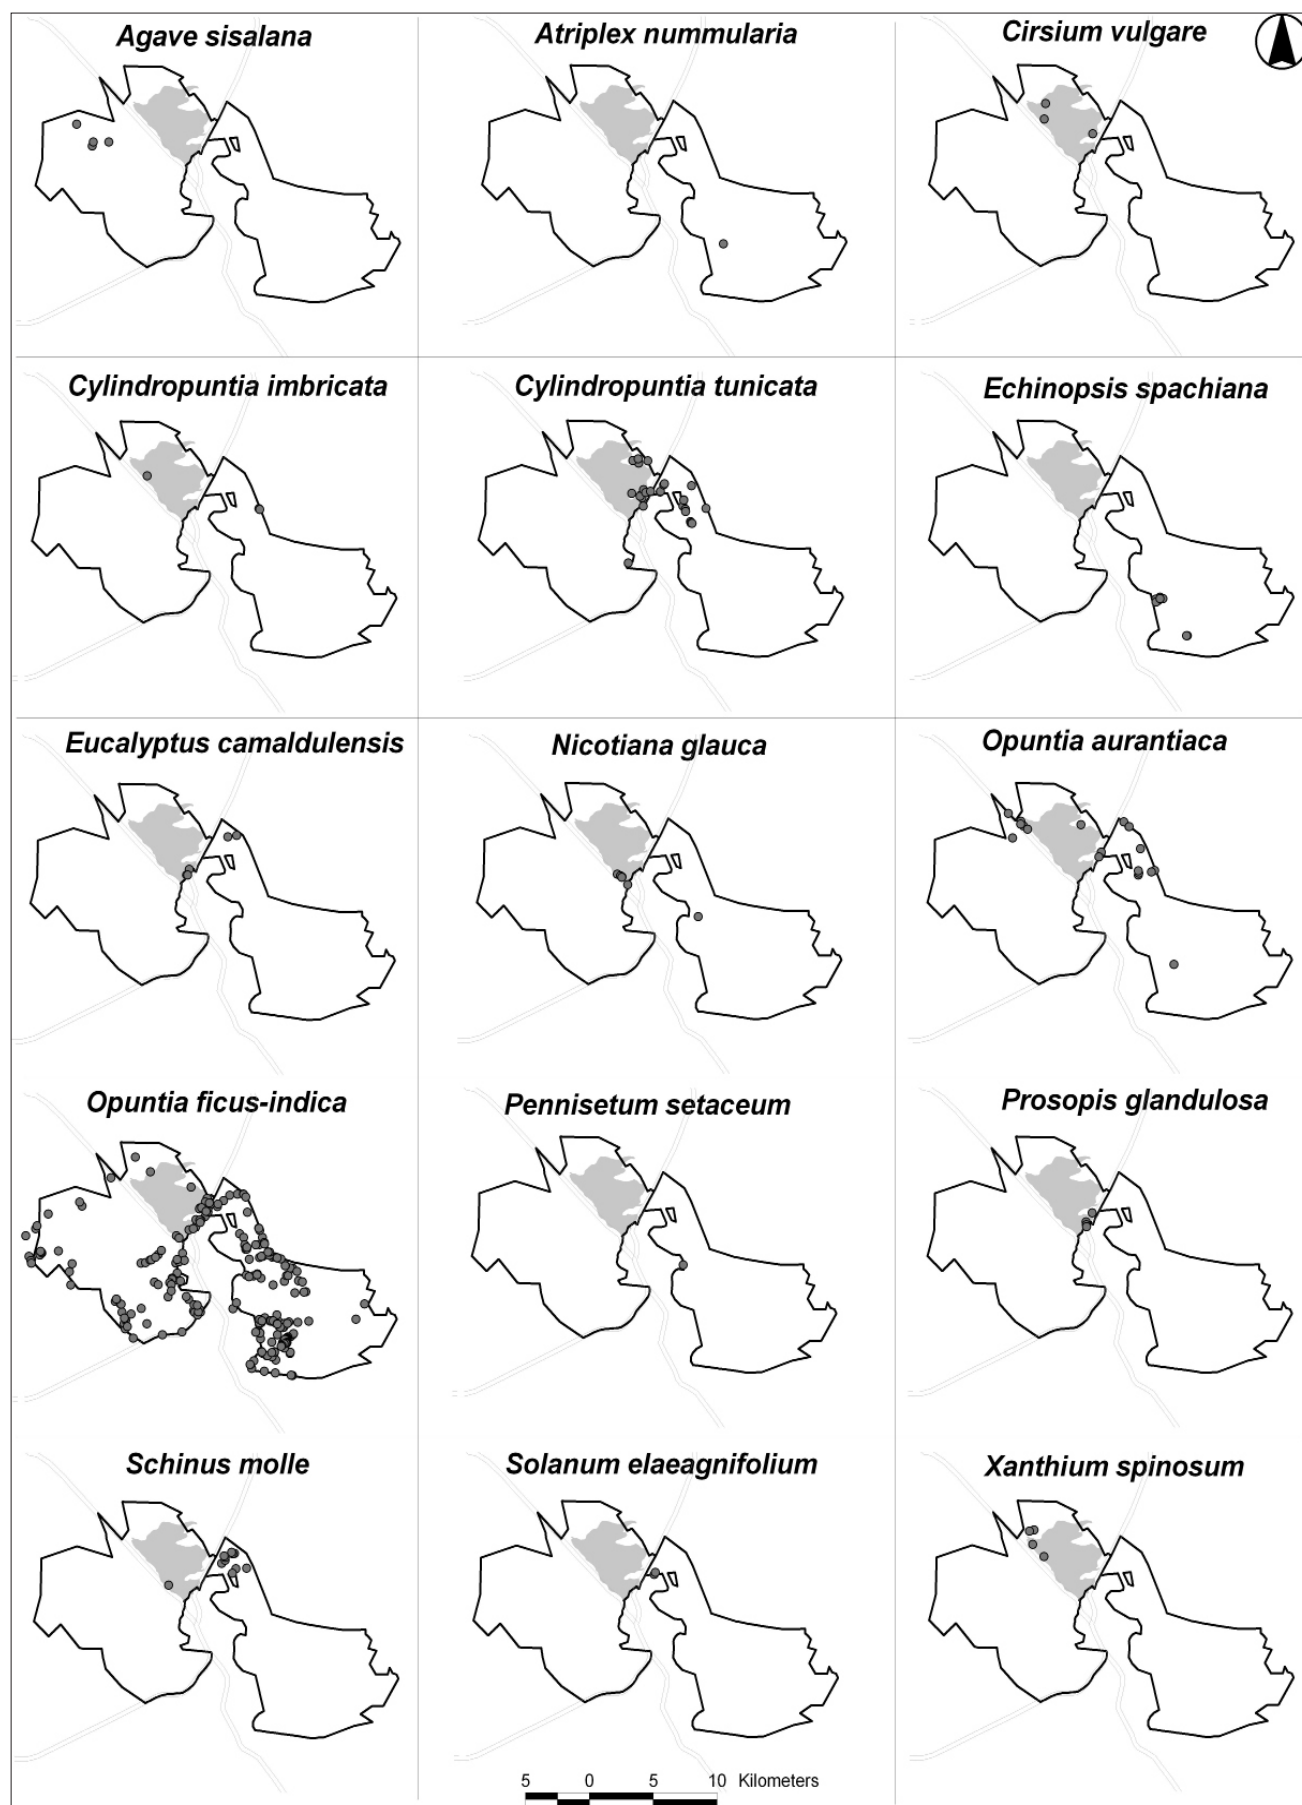 Agave sisalana
Atriplex nummularia
Cirsium vulgare
Cylindropuntia imbricata
Cylindropuntia tunicata
Echinopsis spachiana
Eucalyptus camaldulensis
Nicotiana glauca
Opuntia aurantiaca
Opuntia ficus-indica
Pennisetum setaceum
Prosopis glandulosa
Schinus molle
Solanum elaeagnifolium
Xanthium spinosum
5 0 5 10 Kilometers